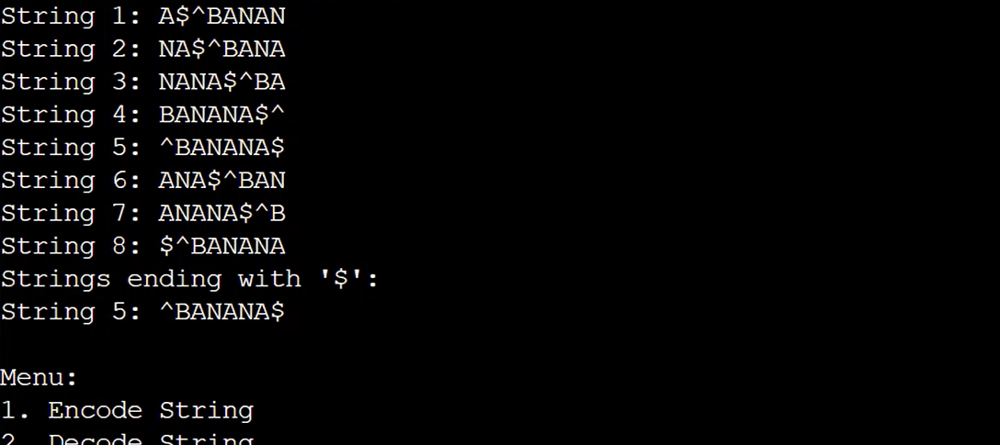 String 1: A$^BANAN
String 2: NA$^BANA
String 3: NANA$^BA
String 4: BANANA$^
String 5: ^BANANA$
String 6: ANA$^BAN
String 7: ANANA$^B
String 8: $^BANANA
Strings ending with '$':
String 5: ^BANANA$
Menu:
1. Encode String
2. Decode String